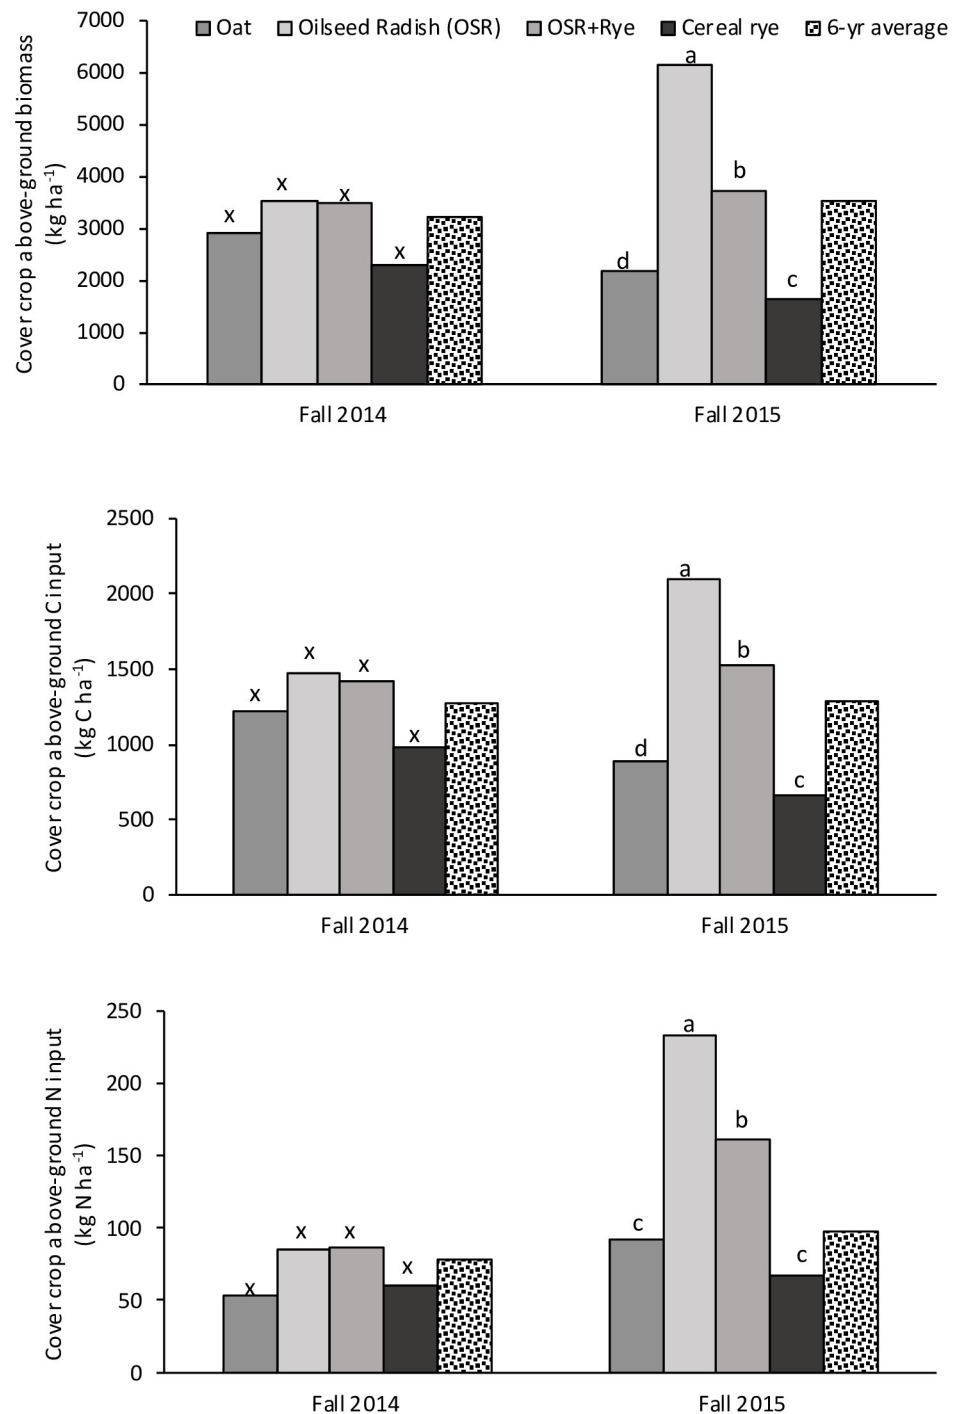 7000
Oat
Oilseed Radish (OSR)
OSR+Rye
Cereal rye
6-yr average
6000
5000
4000
3000
2000
1000
0
Cover crop above-ground biomass
(kg ha-1)
x
x
x
x
d
a
b
c
Fall 2014
Fall 2015
2500
2000
1500
1000
500
0
Cover crop above-ground C input
(kg C ha-1)
x
x
x
x
d
a
b
c
Fall 2014
Fall 2015
250
200
150
100
50
0
Cover crop above-ground N input
(kg N ha-1)
x
x
x
x
c
a
b
c
Fall 2014
Fall 2015